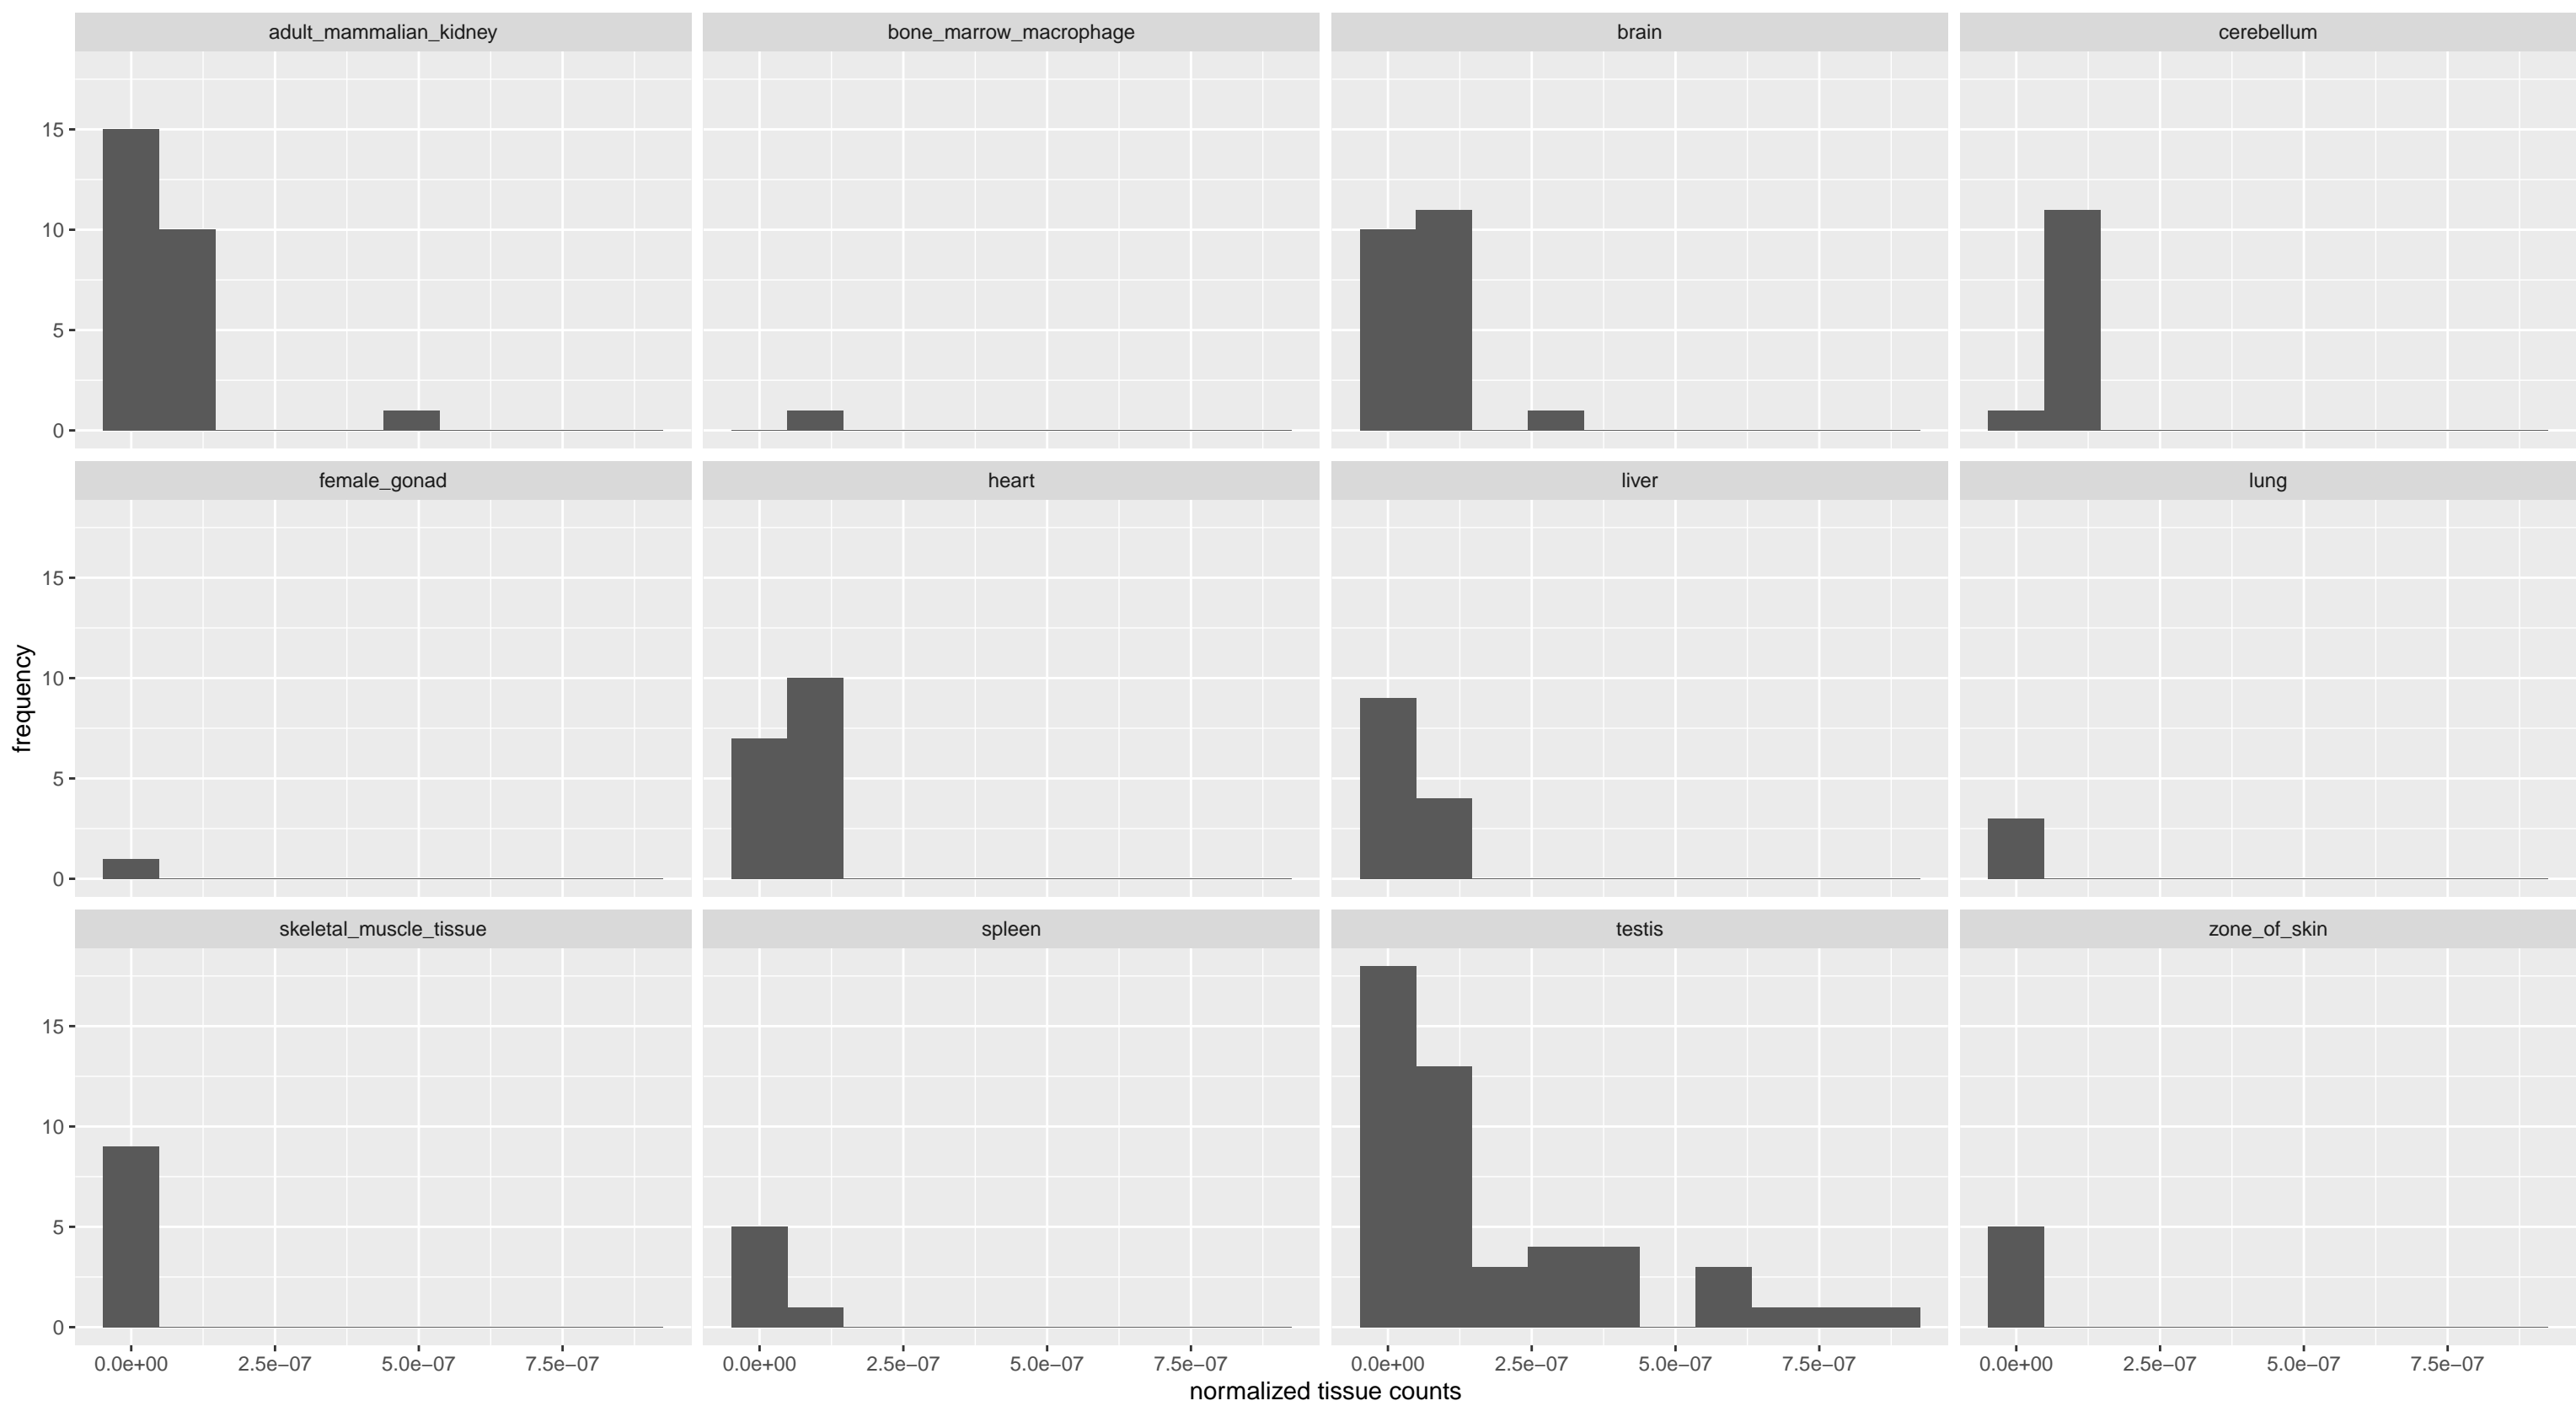 adult_mammalian_kidney bone_marrow_macrophage brain cerebellum
15
10
5
0
female_gonad heart liver lung
15
10
5
0
frequency
skeletal_muscle_tissue spleen testis zone_of_skin
15
10
5
0
0.0e+00 2.5e−07 5.0e−07 7.5e−07 0.0e+00 2.5e−07 5.0e−07 7.5e−07 0.0e+00 2.5e−07 5.0e−07 7.5e−07 0.0e+00 2.5e−07 5.0e−07 7.5e−07
normalized tissue counts